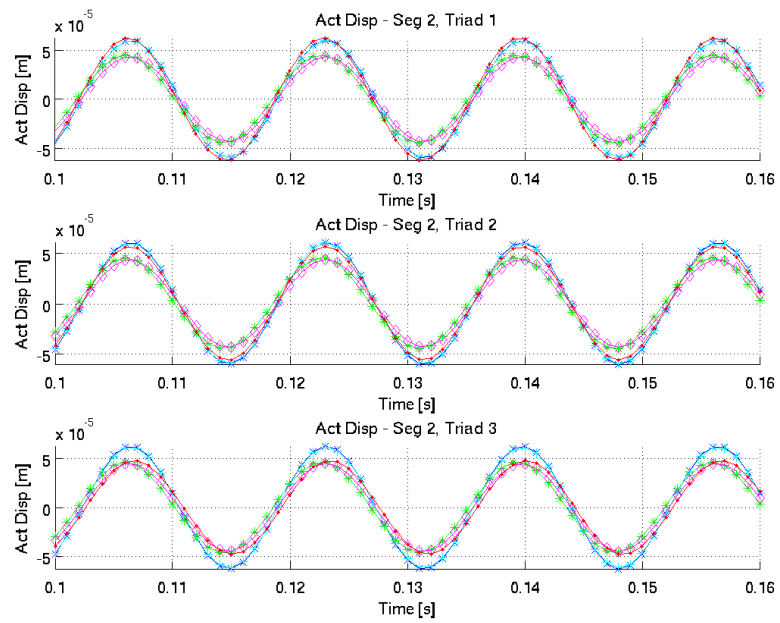 x 10⁻⁵
Act Disp - Seg 2, Triad 1
Act Disp [m]
5
0
-5
0.1 0.11 0.12 0.13 0.14 0.15 0.16
Time [s]
x 10⁻⁵
Act Disp - Seg 2, Triad 2
Act Disp [m]
5
0
-5
0.1 0.11 0.12 0.13 0.14 0.15 0.16
Time [s]
x 10⁻⁵
Act Disp - Seg 2, Triad 3
Act Disp [m]
5
0
-5
0.1 0.11 0.12 0.13 0.14 0.15 0.16
Time [s]